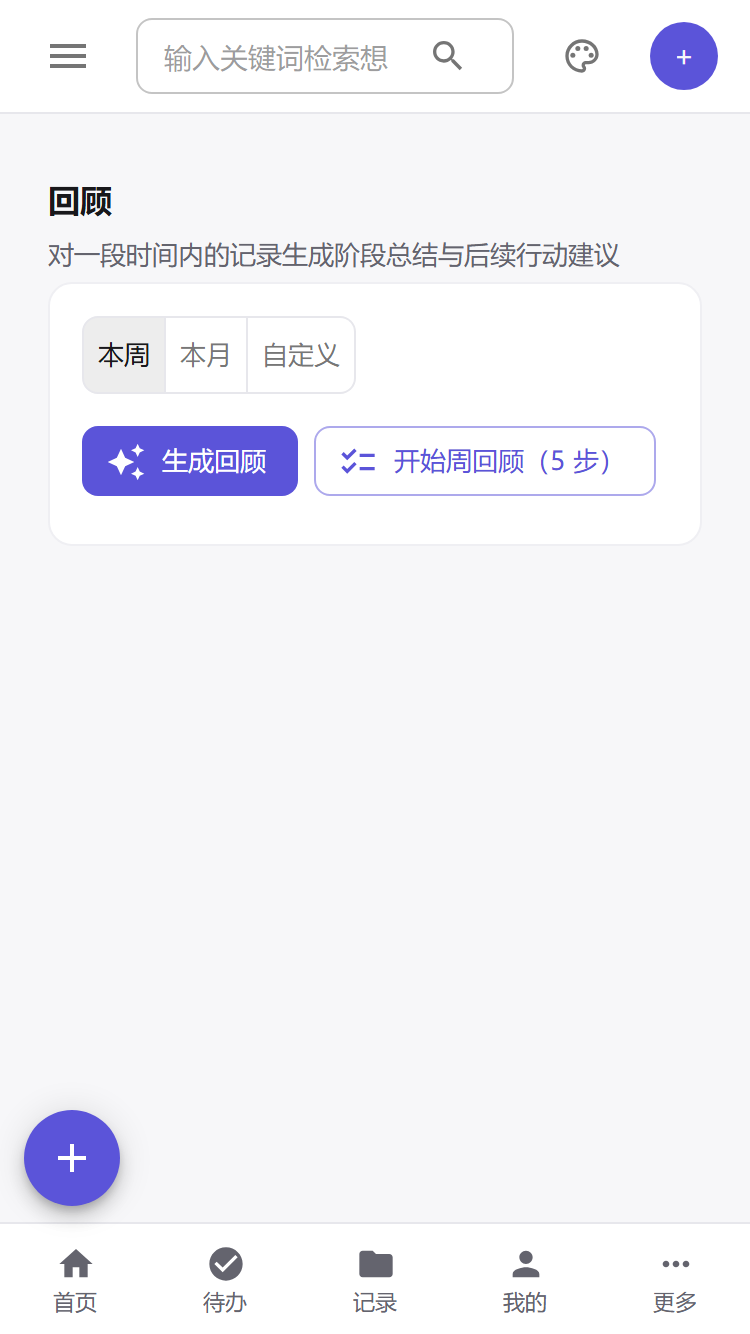 输入关键词检索想
+
回顾
对一段时间内的记录生成阶段总结与后续行动建议
本周 本月 自定义
生成回顾 开始周回顾（5 步）
首页 待办 记录 我的 更多